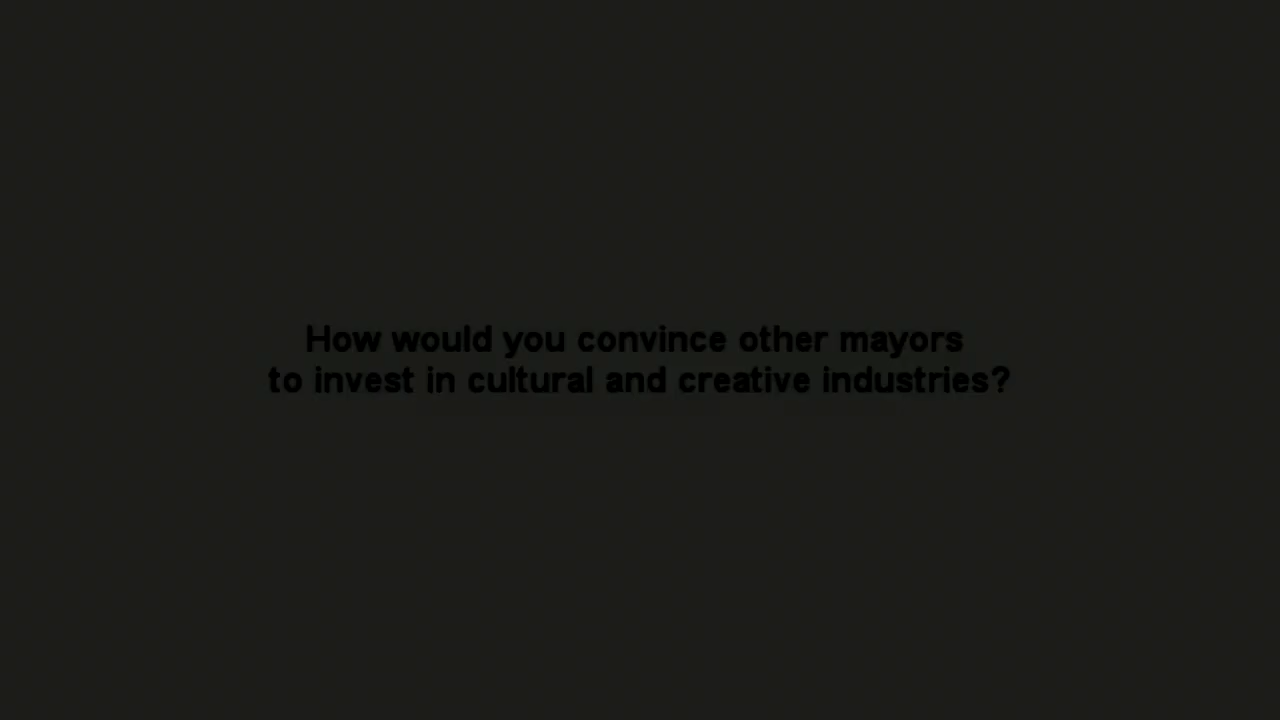 How would you convince other mayors
to invest in cultural and creative industries?